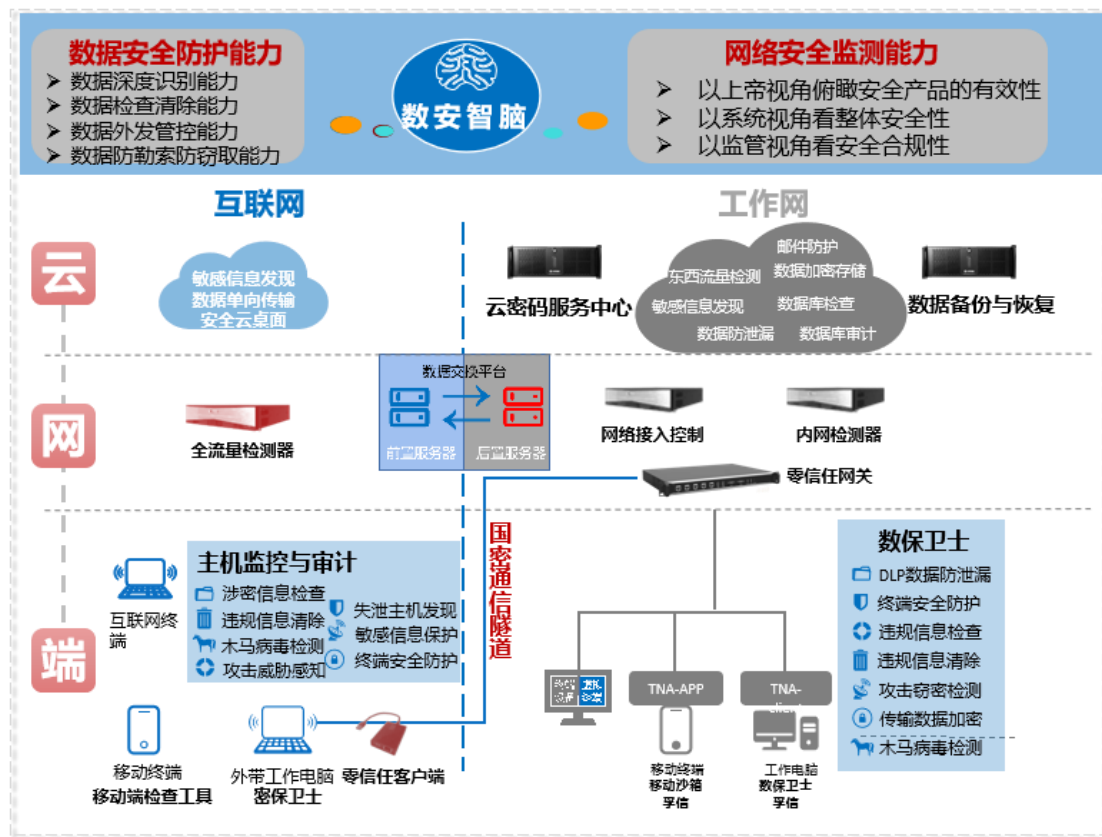 数据安全防护能力
➢ 数据深度识别能力
➢ 数据检查清除能力
➢ 数据外发管控能力
➢ 数据防勒索防窃取能力
数安智脑
网络安全监测能力
➢ 以上帝视角俯瞰安全产品的有效性
➢ 以系统视角看整体安全性
➢ 以监管视角看安全合规性
互联网
工作网
云
敏感信息发现
数据单向传输
安全云桌面
云密码服务中心
邮件防护
东西流量检测
数据加密存储
敏感信息发现
数据库检查
数据防泄漏
数据库审计
数据备份与恢复
网
全流量检测器
数据交换平台
前置服务器
后置服务器
网络接入控制
内网检测器
零信任网关
国密通信隧道
端
互联网终
端
主机监控与审计
涉密信息检查
违规信息清除
木马病毒检测
攻击威胁感知
失泄主机发现
敏感信息保护
终端安全防护
移动终端
移动端检查工具
外带工作电脑
密保卫士
零信任客户端
TNA-APP
移动终端
移动沙箱
孚信
TNA-
工作电脑
数保卫士
孚信
数保卫士
DLP数据防泄漏
终端安全防护
违规信息检查
违规信息清除
攻击窃密检测
传输数据加密
木马病毒检测